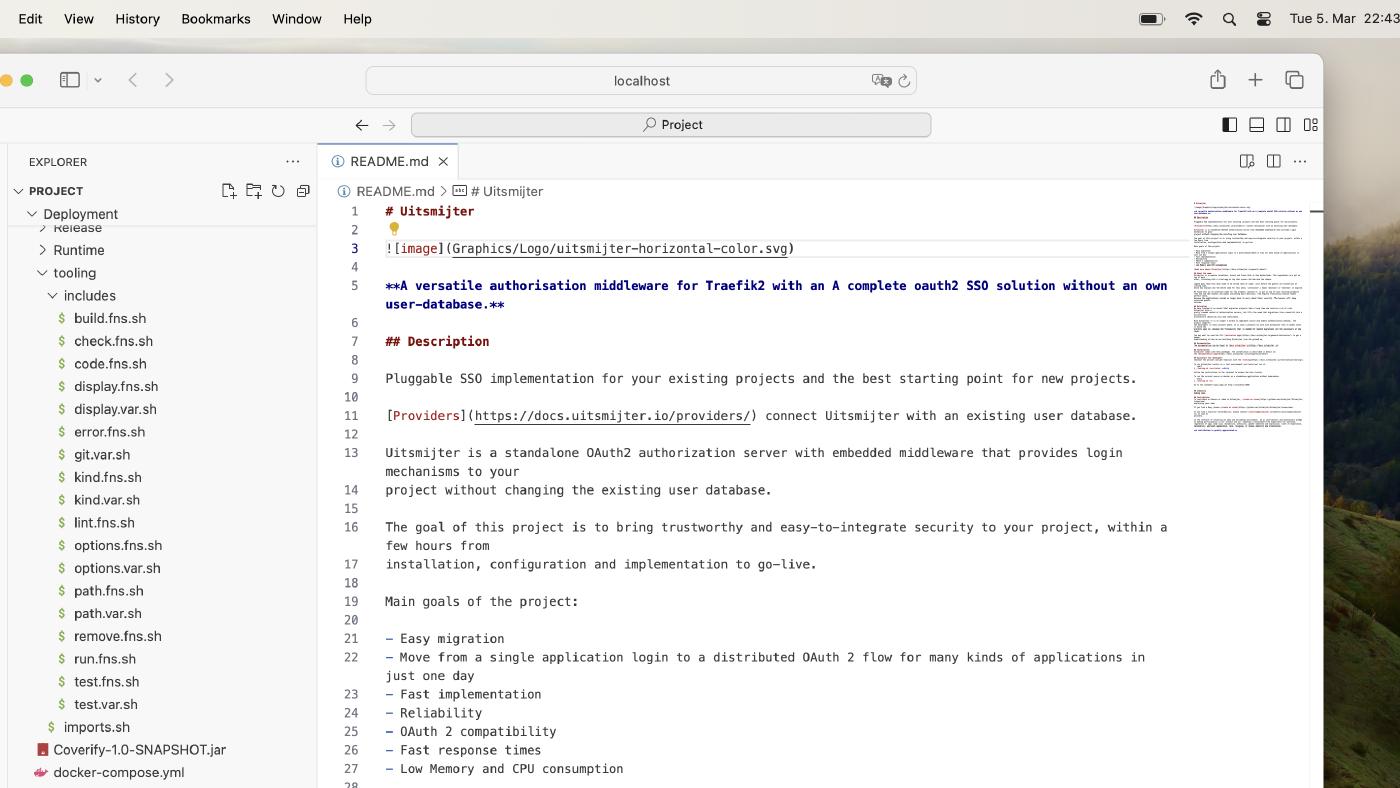 Edit View History Bookmarks Window Help Tue 5. Mar 22:43
localhost
Project
EXPLORER
README.md
PROJECT
README.md > # Uitsmijter
Deployment
Release
Runtime
tooling
includes
build.fns.sh
check.fns.sh
code.fns.sh
display.fns.sh
display.var.sh
error.fns.sh
git.var.sh
kind.fns.sh
kind.var.sh
lint.fns.sh
options.fns.sh
options.var.sh
path.fns.sh
path.var.sh
remove.fns.sh
run.fns.sh
test.fns.sh
test.var.sh
imports.sh
Coverify-1.0-SNAPSHOT.jar
docker-compose.yml
1 # Uitsmijter
2
3 ![image](Graphics/Logo/uitsmijter-horizontal-color.svg)
4
5 **A versatile authorisation middleware for Traefik2 with an A complete oauth2 SSO solution without an own
user-database.**
6
7 ## Description
8
9 Pluggable SSO implementation for your existing projects and the best starting point for new projects.
10
11 [Providers](https://docs.uitsmijter.io/providers/) connect Uitsmijter with an existing user database.
12
13 Uitsmijter is a standalone OAuth2 authorization server with embedded middleware that provides login
mechanisms to your
14 project without changing the existing user database.
15
16 The goal of this project is to bring trustworthy and easy-to-integrate security to your project, within a
few hours from
17 installation, configuration and implementation to go-live.
18
19 Main goals of the project:
20
21 - Easy migration
22 - Move from a single application login to a distributed OAuth 2 flow for many kinds of applications in
just one day
23 - Fast implementation
24 - Reliability
25 - OAuth 2 compatibility
26 - Fast response times
27 - Low Memory and CPU consumption
28